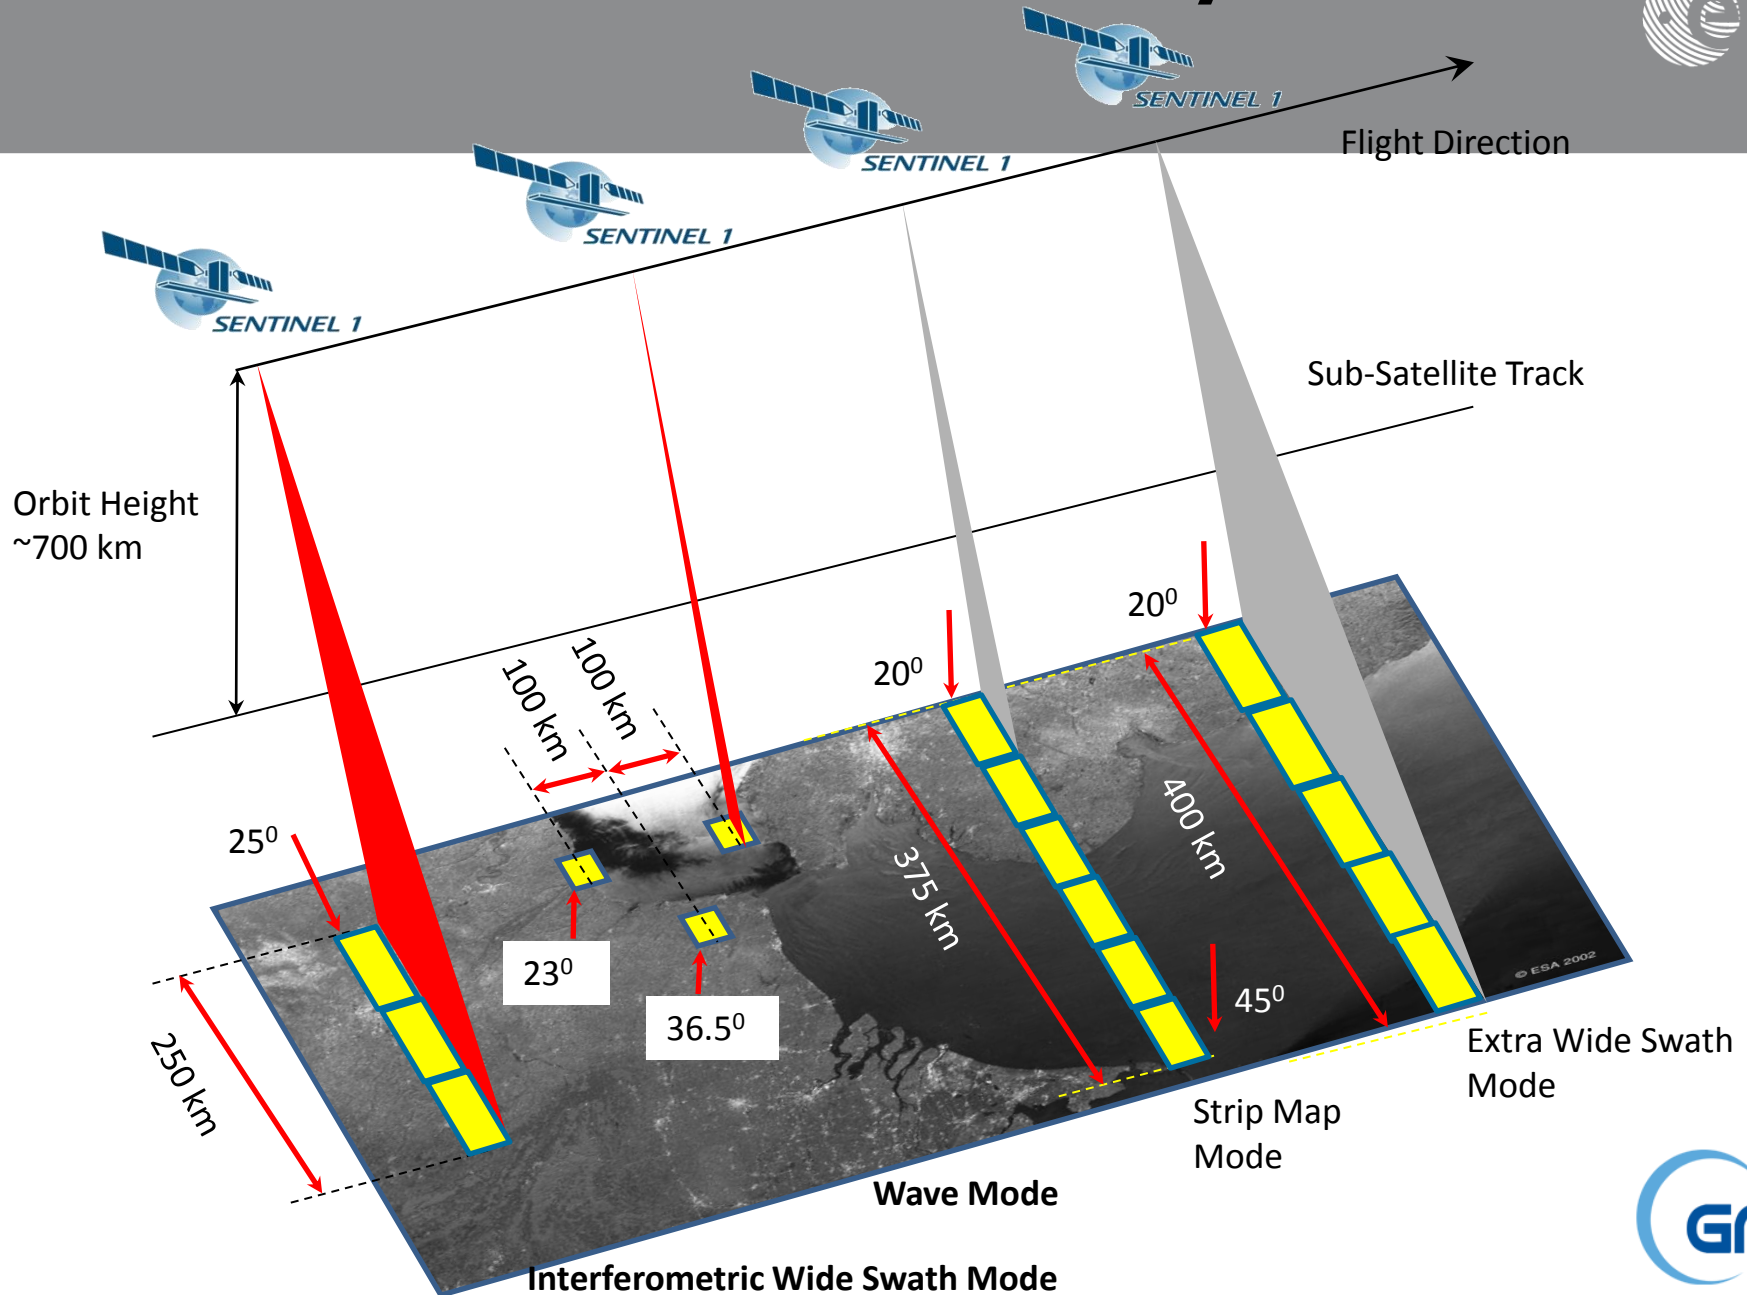 SENTINEL 1
Flight Direction
SENTINEL 1
SENTINEL 1
SENTINEL 1
Sub-Satellite Track
Orbit Height
~700 km
20⁰
20⁰
100 km
100 km
25⁰
400 km
375 km
23⁰
36.5⁰
45⁰
© ESA 2002
250 km
Extra Wide Swath
Mode
Strip Map
Mode
Wave Mode
Interferometric Wide Swath Mode